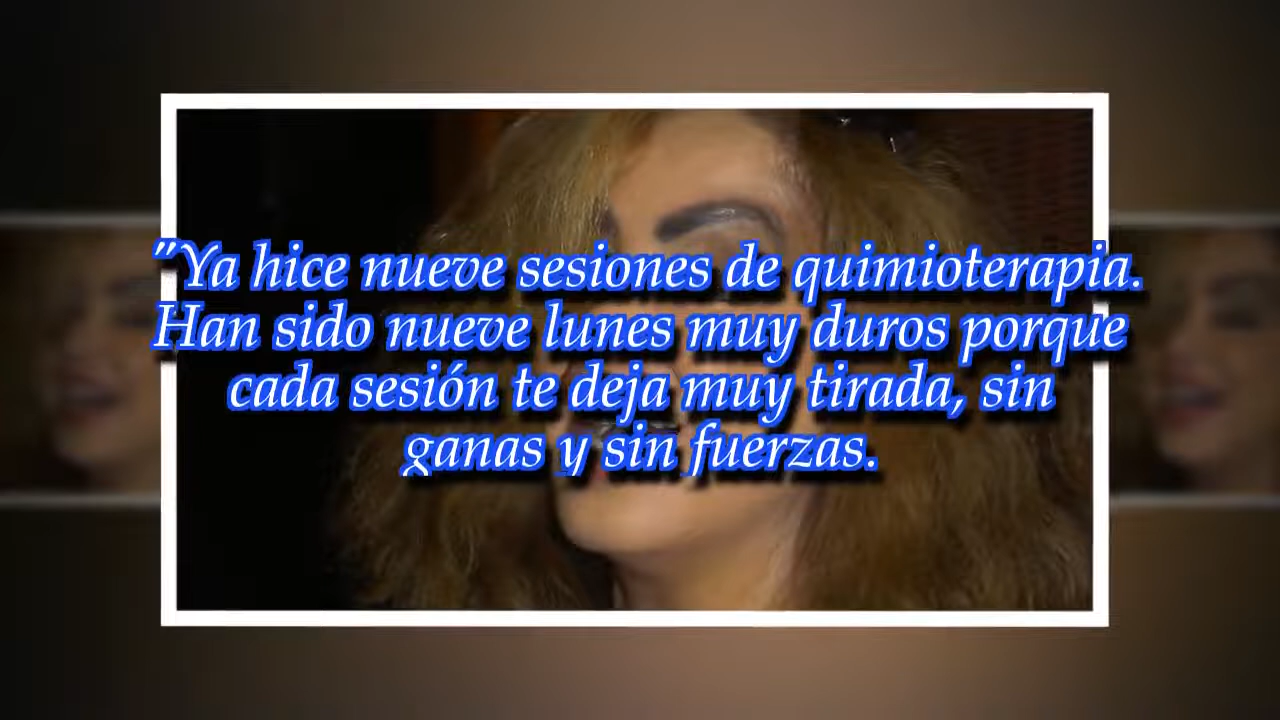 "Ya hice nueve sesiones de quimioterapia.
Han sido nueve lunes muy duros porque
cada sesión te deja muy tirada, sin
ganas y sin fuerzas.